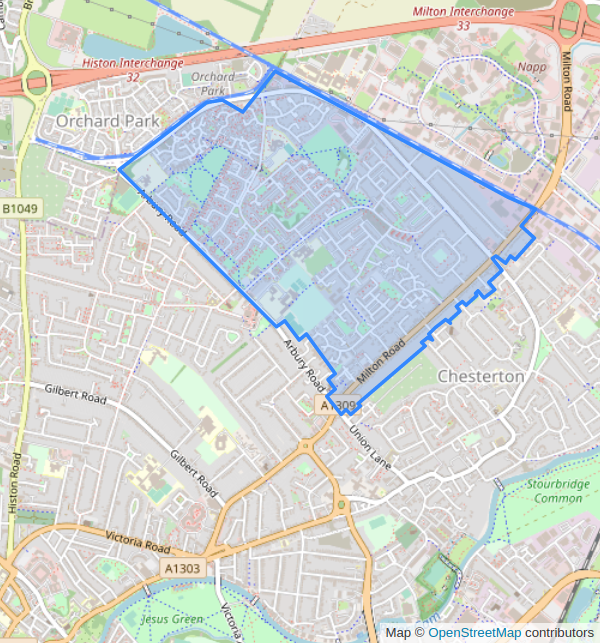 Milton Interchange
33
B1
Cam
Histon Interchange
32
Orchard
Park
Napp
Milton Road
Orchard Park
B1049
Arbury Road
Arbury Road
Milton Road
Chesterton
Gilbert Road
A1309
Union Lane
Gilbert Road
Histon Road
Stourbridge
Common
Victoria Road
A1303
Jesus Green
Victoria
Map © OpenStreetMap contributors